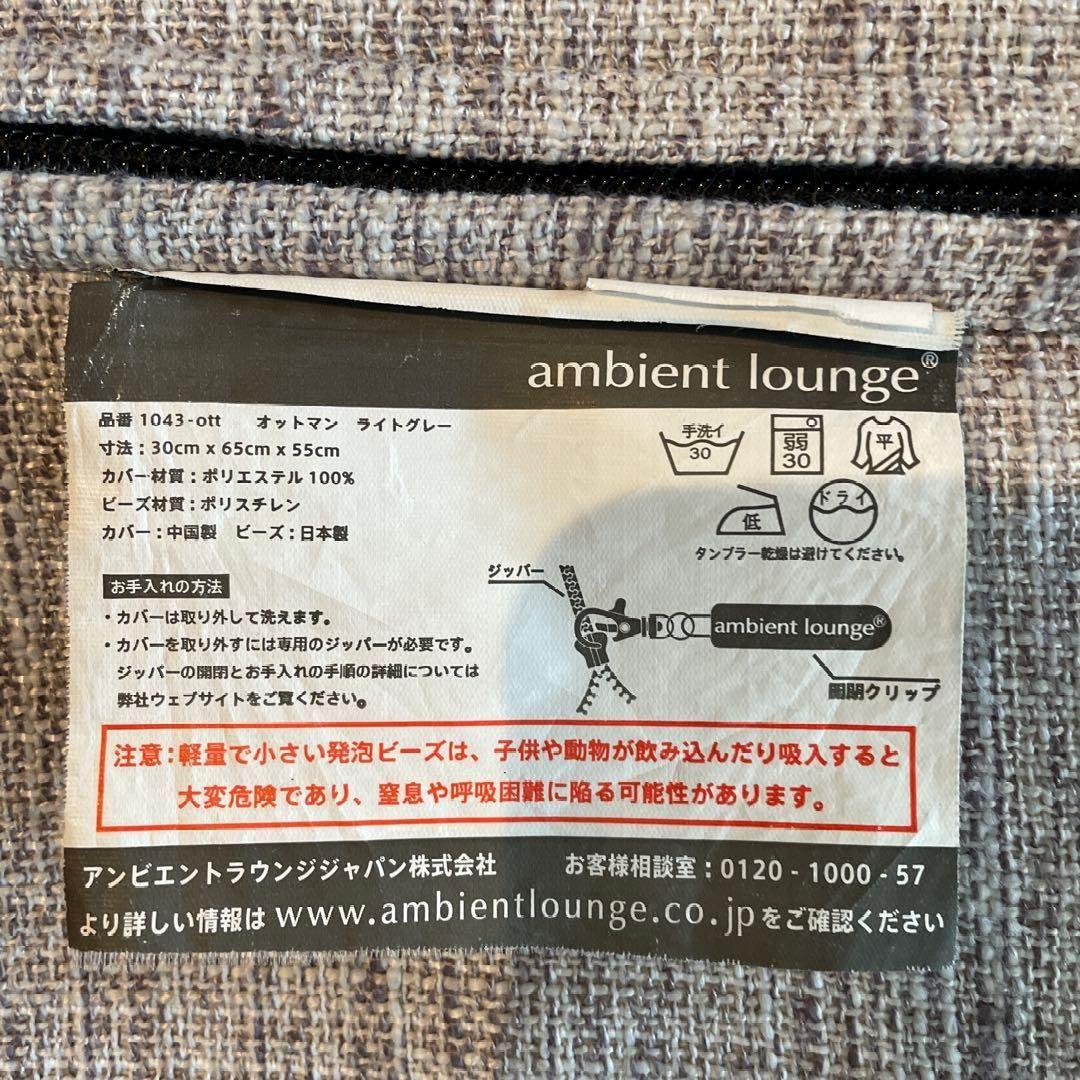 ambient lounge®
品番 1043-ott オットマン ライトグレー
寸法：30cm x 65cm x 55cm
カバー材質：ポリエステル 100%
ビーズ材質：ポリスチレン
カバー：中国製 ビーズ：日本製
手洗イ
30
弱
30
平
低
ドライ
タンブラー乾燥は避けてください。
お手入れの方法
・カバーは取り外して洗えます。
・カバーを取り外すには専用のジッパーが必要です。
ジッパーの開閉とお手入れの手順の詳細については
弊社ウェブサイトをご覧ください。
ジッパー
ambient lounge®
開閉クリップ
注意：軽量で小さい発泡ビーズは、子供や動物が飲み込んだり吸入すると
大変危険であり、窒息や呼吸困難に陥る可能性があります。
アンビエントラウンジジャパン株式会社 お客様相談室：0120 - 1000 - 57
より詳しい情報は www.ambientlounge.co.jp をご確認ください